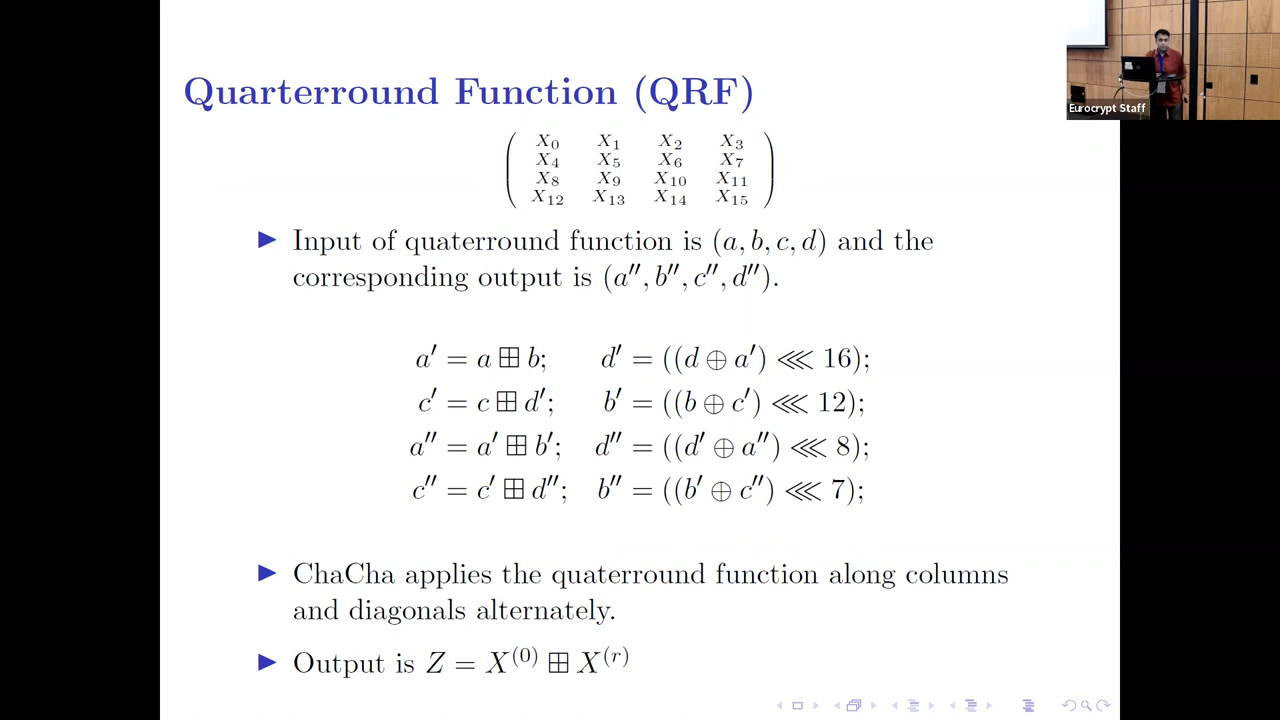 Quarterround Function (QRF)
X₀ X₁ X₂ X₃
X₄ X₅ X₆ X₇
X₈ X₉ X₁₀ X₁₁
X₁₂ X₁₃ X₁₄ X₁₅
▶ Input of quaterround function is (a, b, c, d) and the
corresponding output is (a″, b″, c″, d″).
a′ = a ⊞ b; d′ = ((d ⊕ a′) ⋘ 16);
c′ = c ⊞ d′; b′ = ((b ⊕ c′) ⋘ 12);
a″ = a′ ⊞ b′; d″ = ((d′ ⊕ a″) ⋘ 8);
c″ = c′ ⊞ d″; b″ = ((b′ ⊕ c″) ⋘ 7);
▶ ChaCha applies the quaterround function along columns
and diagonals alternately.
▶ Output is Z = X⁽⁰⁾ ⊞ X⁽ʳ⁾
Eurocrypt Staff